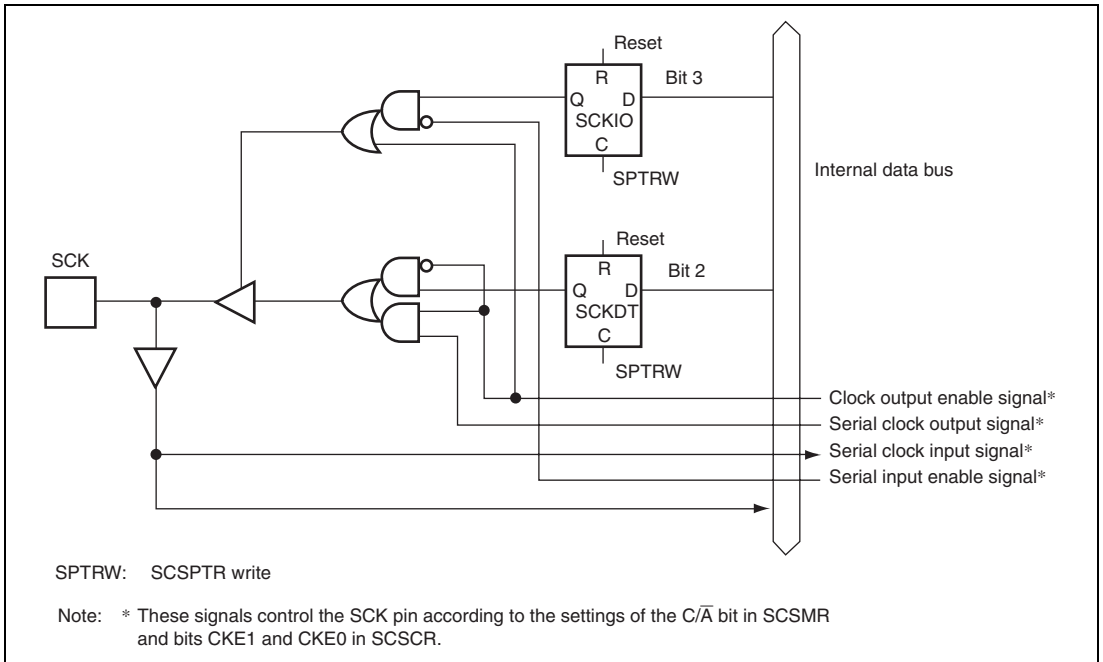 Reset
R
Bit 3
Q
D
SCKIO
C
SPTRW
Internal data bus
Reset
R
Bit 2
SCK
Q
D
SCKDT
C
SPTRW
Clock output enable signal*
Serial clock output signal*
Serial clock input signal*
Serial input enable signal*
SPTRW: SCSPTR write
Note: * These signals control the SCK pin according to the settings of the C/A̅ bit in SCSMR
and bits CKE1 and CKE0 in SCSCR.